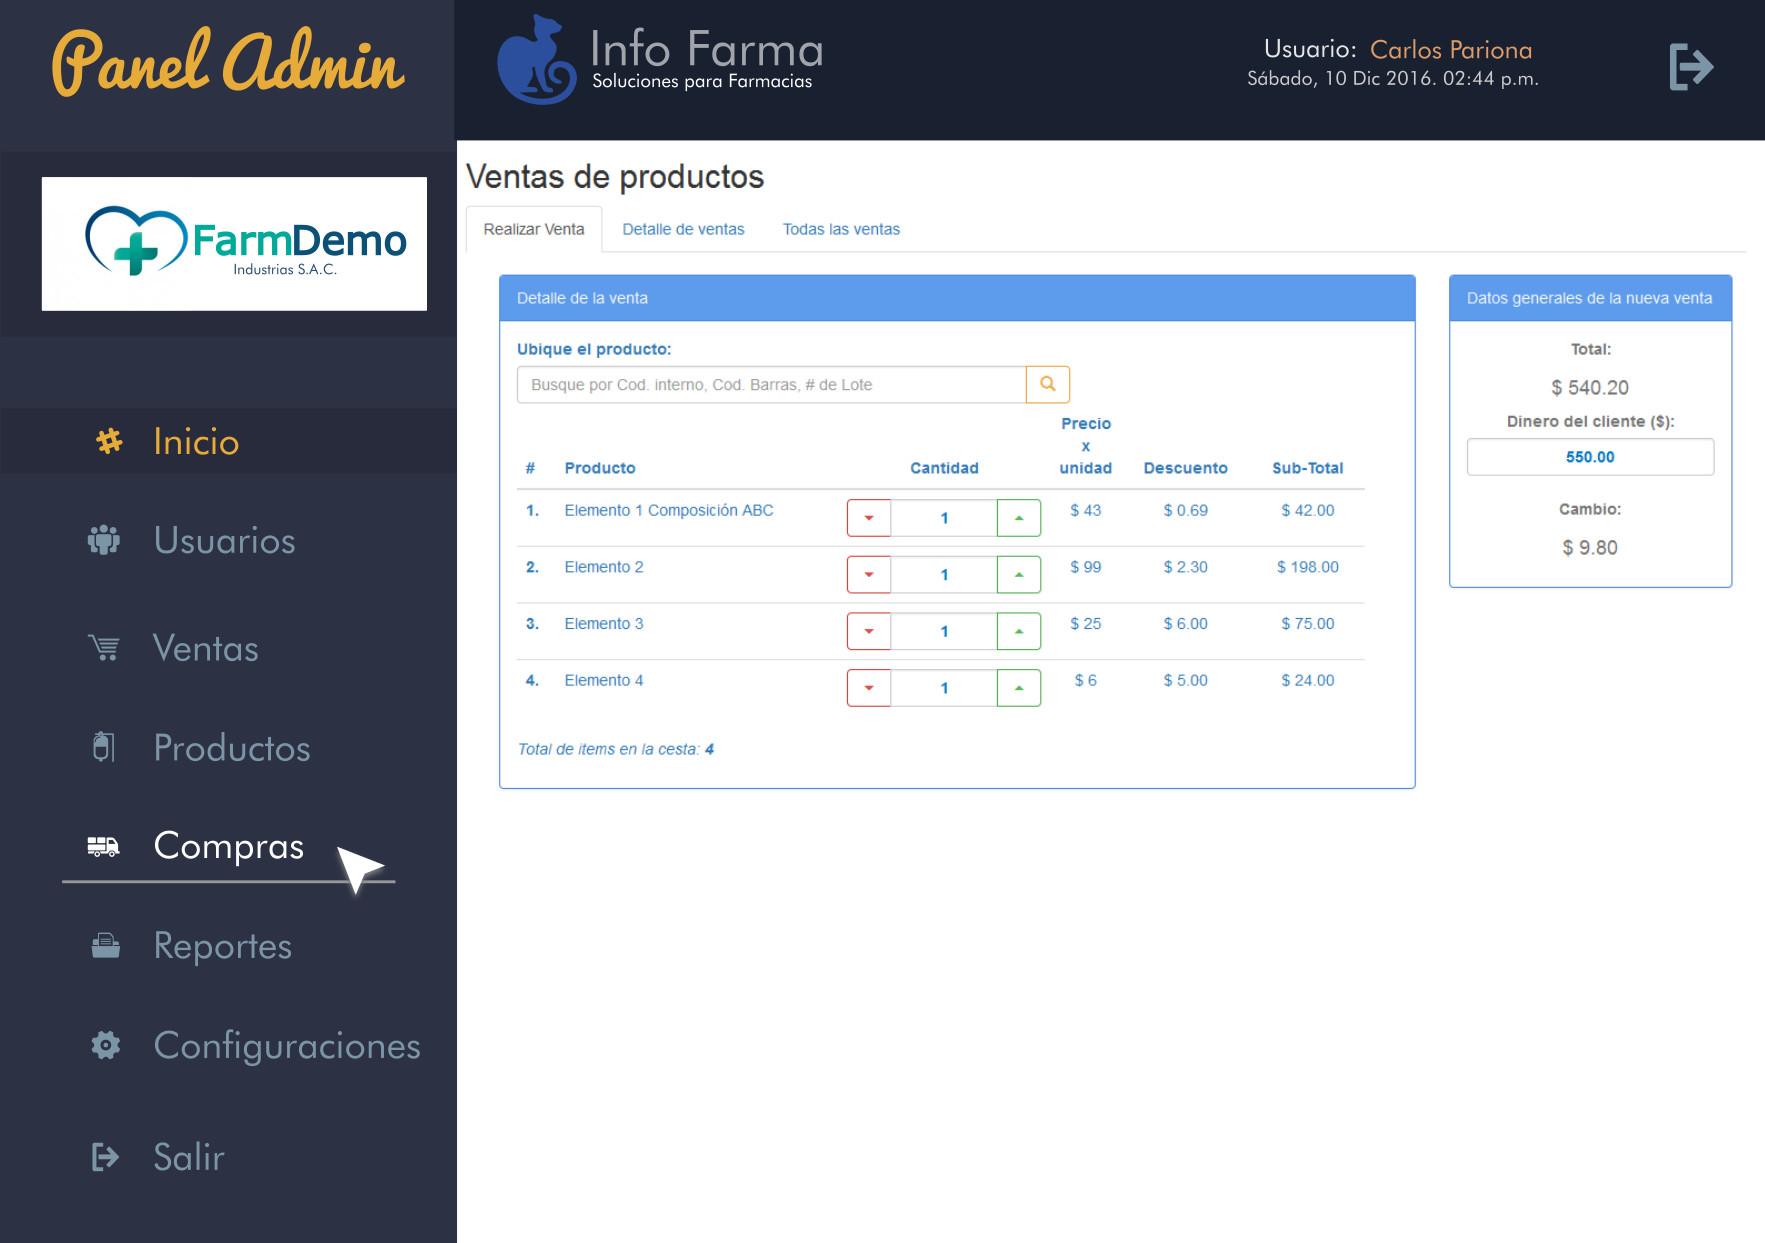 Panel Admin
Info Farma
Soluciones para Farmacias
Usuario: Carlos Pariona
Sábado, 10 Dic 2016. 02:44 p.m.
FarmDemo
Industrias S.A.C.
Inicio
Usuarios
Ventas
Productos
Compras
Reportes
Configuraciones
Salir
Ventas de productos
Realizar Venta Detalle de ventas Todas las ventas
Detalle de la venta
Ubique el producto:
Busque por Cod. interno, Cod. Barras, # de Lote
# Producto Cantidad Precio x unidad Descuento Sub-Total
1. Elemento 1 Composición ABC 1 $ 43 $ 0.69 $ 42.00
2. Elemento 2 1 $ 99 $ 2.30 $ 198.00
3. Elemento 3 1 $ 25 $ 6.00 $ 75.00
4. Elemento 4 1 $ 6 $ 5.00 $ 24.00
Total de items en la cesta: 4
Datos generales de la nueva venta
Total:
$ 540.20
Dinero del cliente ($):
550.00
Cambio:
$ 9.80